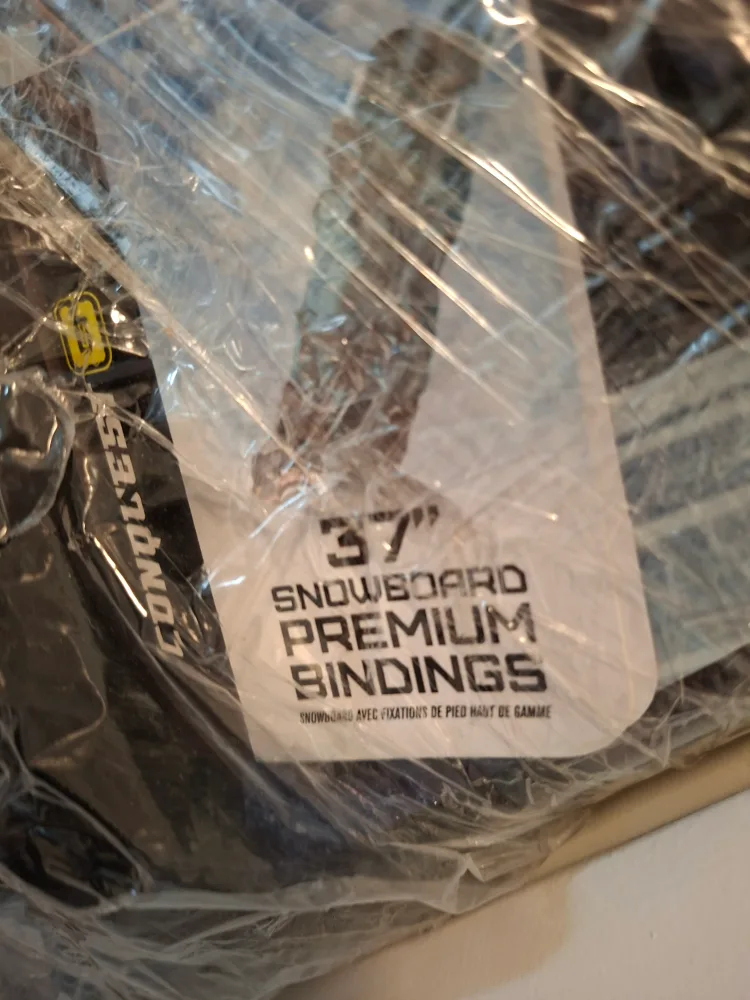 CONQUEST
37"
SNOWBOARD
PREMIUM
BINDINGS
SNOWBOARD AVEC FIXATIONS DE PIED HAUT DE GAMME